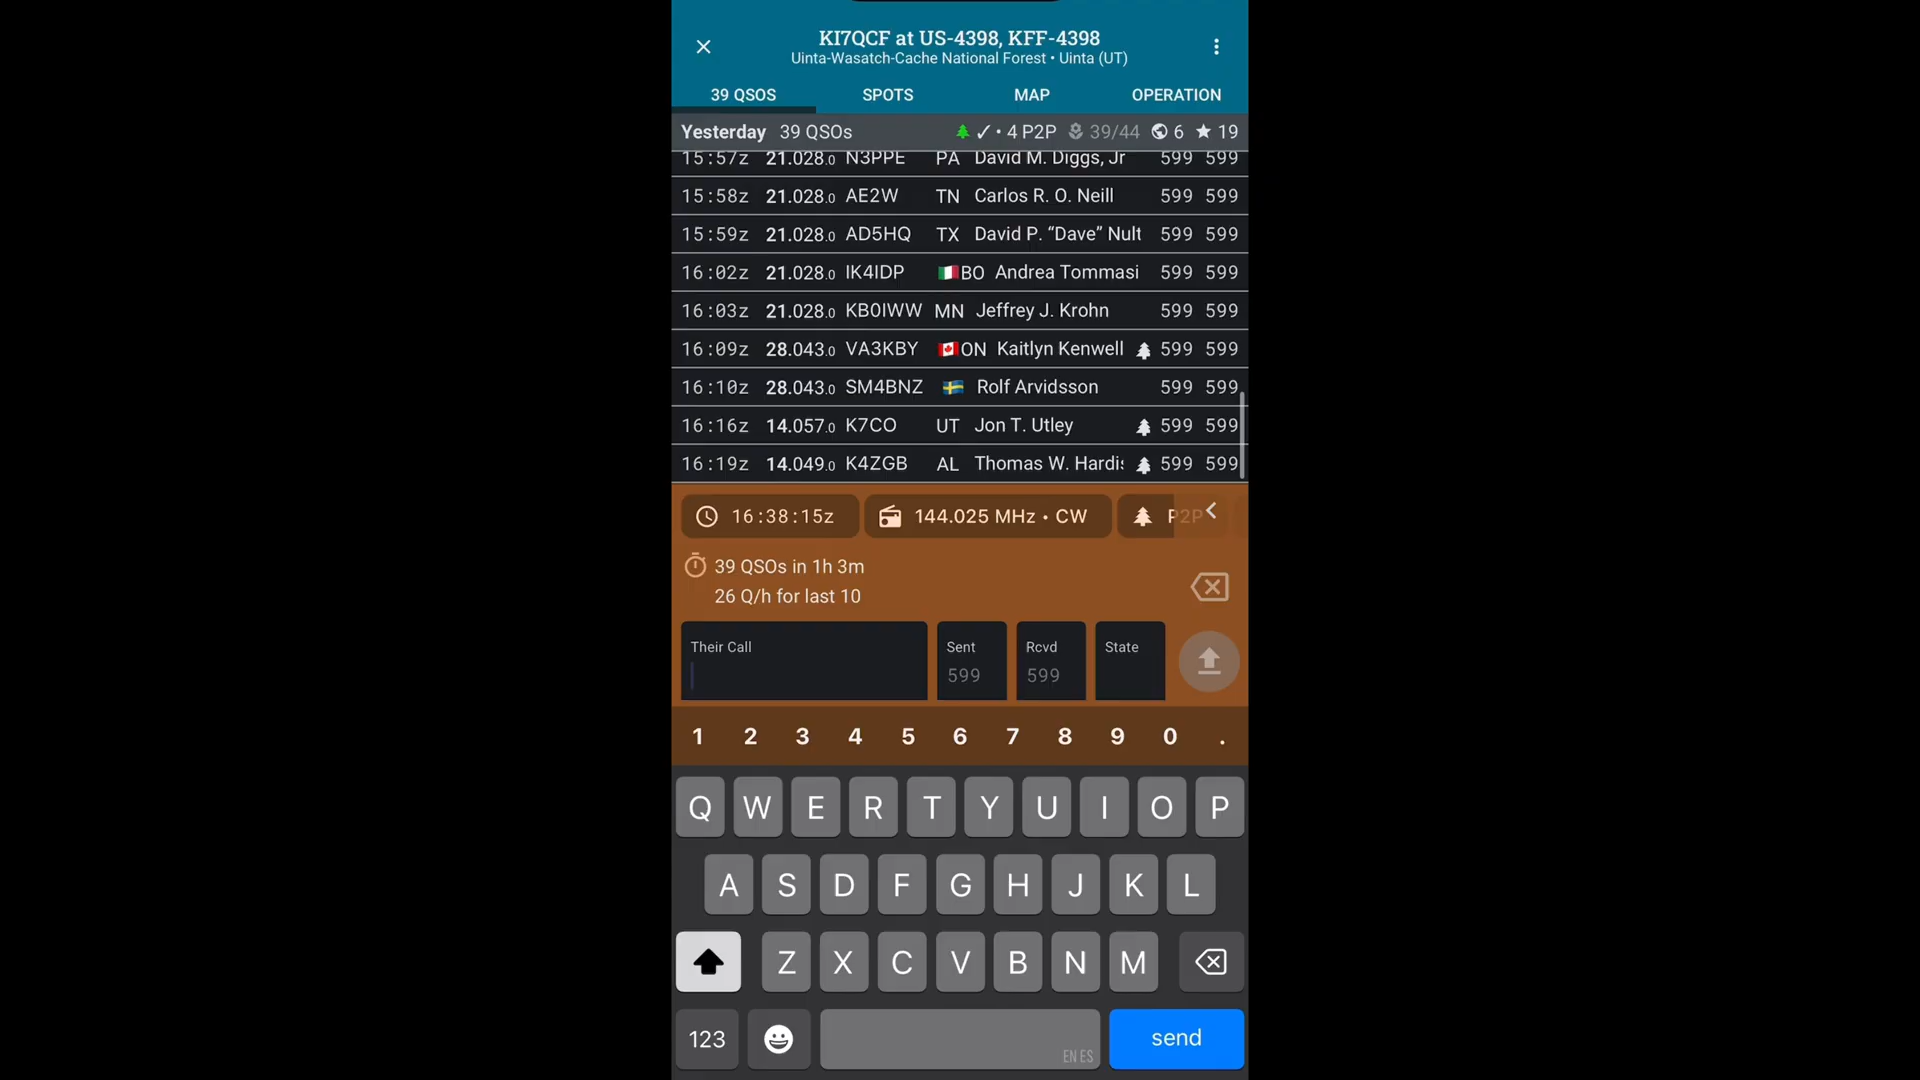 KI7QCF at US-4398, KFF-4398
Uinta-Wasatch-Cache National Forest • Uinta (UT)
39 QSOS SPOTS MAP OPERATION
Yesterday 39 QSOs ✓ • 4 P2P 39/44 6 ★ 19
15:57z 21.028.0 N3PPE PA David M. Diggs, Jr 599 599
15:58z 21.028.0 AE2W TN Carlos R. O. Neill 599 599
15:59z 21.028.0 AD5HQ TX David P. “Dave” Nult 599 599
16:02z 21.028.0 IK4IDP BO Andrea Tommasi 599 599
16:03z 21.028.0 KB0IWW MN Jeffrey J. Krohn 599 599
16:09z 28.043.0 VA3KBY ON Kaitlyn Kenwell 599 599
16:10z 28.043.0 SM4BNZ Rolf Arvidsson 599 599
16:16z 14.057.0 K7CO UT Jon T. Utley 599 599
16:19z 14.049.0 K4ZGB AL Thomas W. Hardis 599 599
16:38:15z 144.025 MHz • CW P2P
39 QSOs in 1h 3m
26 Q/h for last 10
Their Call Sent Rcvd State
599 599
1 2 3 4 5 6 7 8 9 0 .
Q W E R T Y U I O P
A S D F G H J K L
Z X C V B N M
123 EN ES send